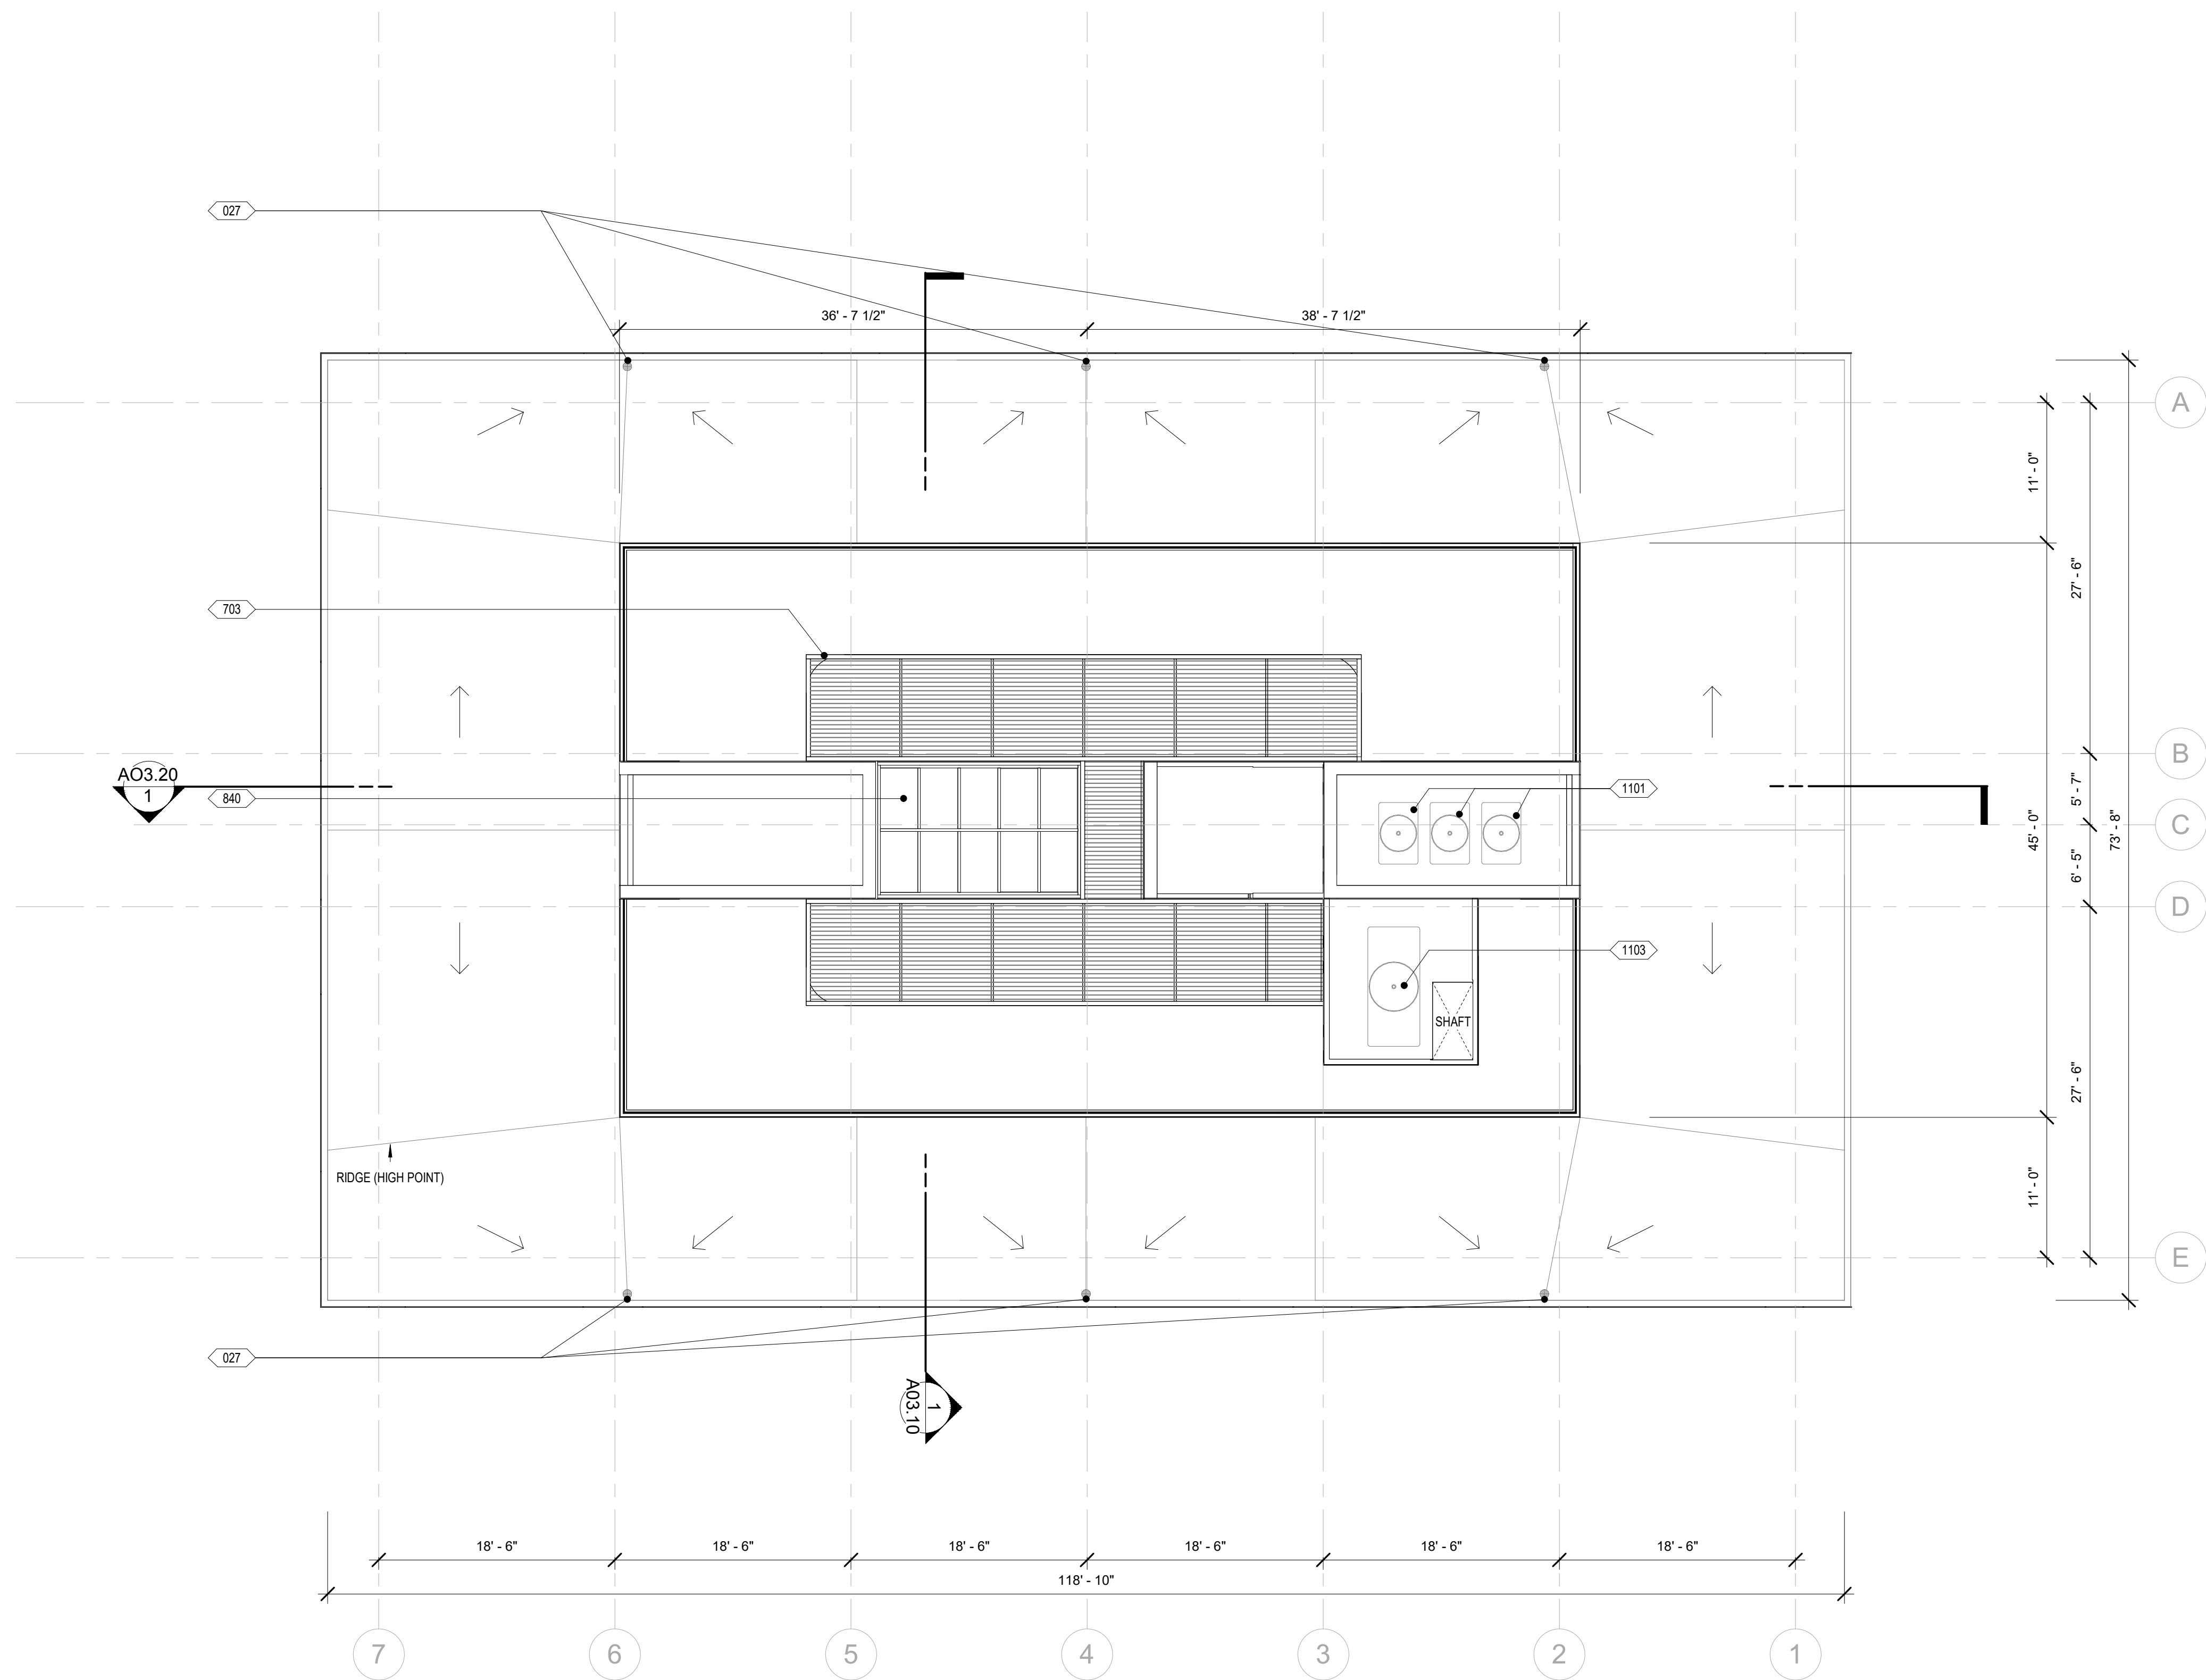 027
36' - 7 1/2"
38' - 7 1/2"
A
11' - 0"
27' - 6"
703
B
AO3.20
1
840
1101
5' - 7"
C
45' - 0"
73' - 8"
6' - 5"
D
1103
SHAFT
27' - 6"
RIDGE (HIGH POINT)
11' - 0"
E
027
1
A03.10
18' - 6"
18' - 6"
18' - 6"
18' - 6"
18' - 6"
18' - 6"
118' - 10"
7
6
5
4
3
2
1